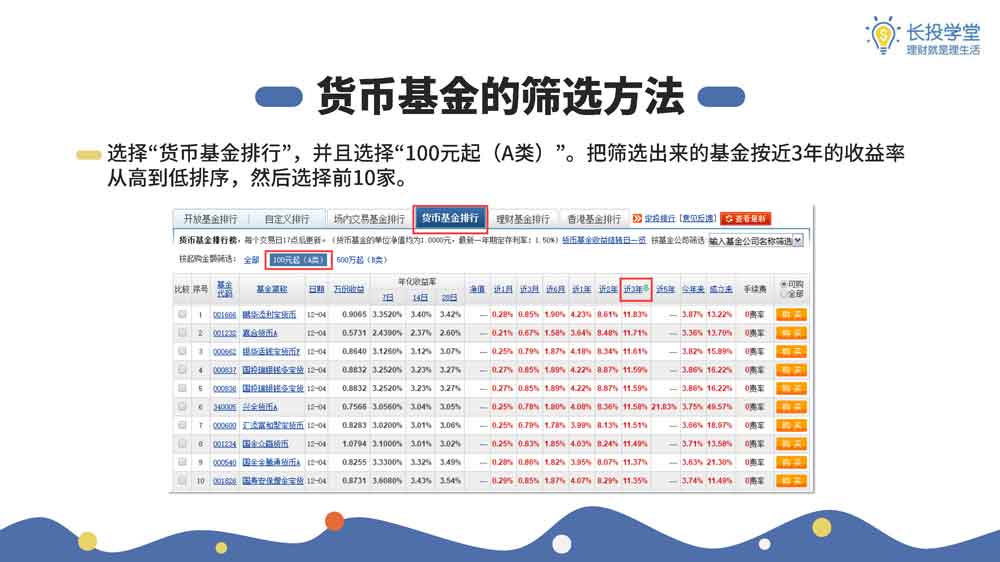 长投学堂
理财就是理生活
货币基金的筛选方法
选择“货币基金排行”，并且选择“100元起（A类）”。把筛选出来的基金按近3年的收益率
从高到低排序，然后选择前10家。
开放基金排行 自定义排行 场内交易基金排行 货币基金排行 理财基金排行 香港基金排行 定投排行 [意见反馈] 查看最新
货币基金排行榜，每个交易日17点后更新。（货币基金的单位净值均为1.0000元，最新一年期定存利率：1.50%）货币基金收益结转日一览 按基金公司筛选 输入基金公司名称筛选
按起购金额筛选： 全部 100元起（A类） 500万起（B类）
比较 序号 基金代码 基金简称 日期 万份收益 年化收益率 7日 14日 28日 净值 近1月 近3月 近6月 近1年 近2年 近3年 近5年 今年来 成立来 手续费 可购 全部
1 001666 鹏华添利宝货币 12-04 0.9065 3.3520% 3.40% 3.42% --- 0.28% 0.85% 1.90% 4.23% 8.61% 11.83% --- 3.87% 13.22% 0费率 购买
2 001232 嘉合货币A 12-04 0.5731 2.4390% 2.37% 2.60% --- 0.21% 0.67% 1.58% 3.64% 8.48% 11.71% --- 3.36% 13.70% 0费率 购买
3 000662 银华活钱宝货币F 12-04 0.8640 3.1260% 3.12% 3.07% --- 0.25% 0.79% 1.87% 4.18% 8.34% 11.61% --- 3.82% 15.89% 0费率 购买
4 000837 国投瑞银钱多宝货 12-04 0.8832 3.2520% 3.23% 3.27% --- 0.27% 0.85% 1.89% 4.22% 8.87% 11.59% --- 3.86% 16.22% 0费率 购买
5 000836 国投瑞银钱多宝货 12-04 0.8832 3.2520% 3.23% 3.27% --- 0.27% 0.85% 1.89% 4.22% 8.87% 11.59% --- 3.86% 16.22% 0费率 购买
6 340005 兴全货币A 12-04 0.7566 3.0560% 3.04% 3.05% --- 0.25% 0.78% 1.80% 4.08% 8.36% 11.58% 21.83% 3.75% 49.57% 0费率 购买
7 000600 汇添富和聚宝货币 12-04 0.8283 3.0200% 3.01% 3.06% --- 0.25% 0.79% 1.78% 3.99% 8.13% 11.51% --- 3.66% 18.97% 0费率 购买
8 001234 国金众赢货币 12-04 1.0794 3.1000% 3.01% 3.02% --- 0.25% 0.83% 1.85% 4.03% 8.24% 11.49% --- 3.71% 13.58% 0费率 购买
9 000540 国金金腾通货币A 12-04 0.8255 3.3300% 3.32% 3.49% --- 0.28% 0.86% 1.82% 3.95% 8.07% 11.37% --- 3.63% 21.30% 0费率 购买
10 001826 国寿安保增金宝货 12-04 0.8731 3.6080% 3.43% 3.54% --- 0.29% 0.85% 1.87% 4.07% 8.29% 11.35% --- 3.74% 11.49% 0费率 购买